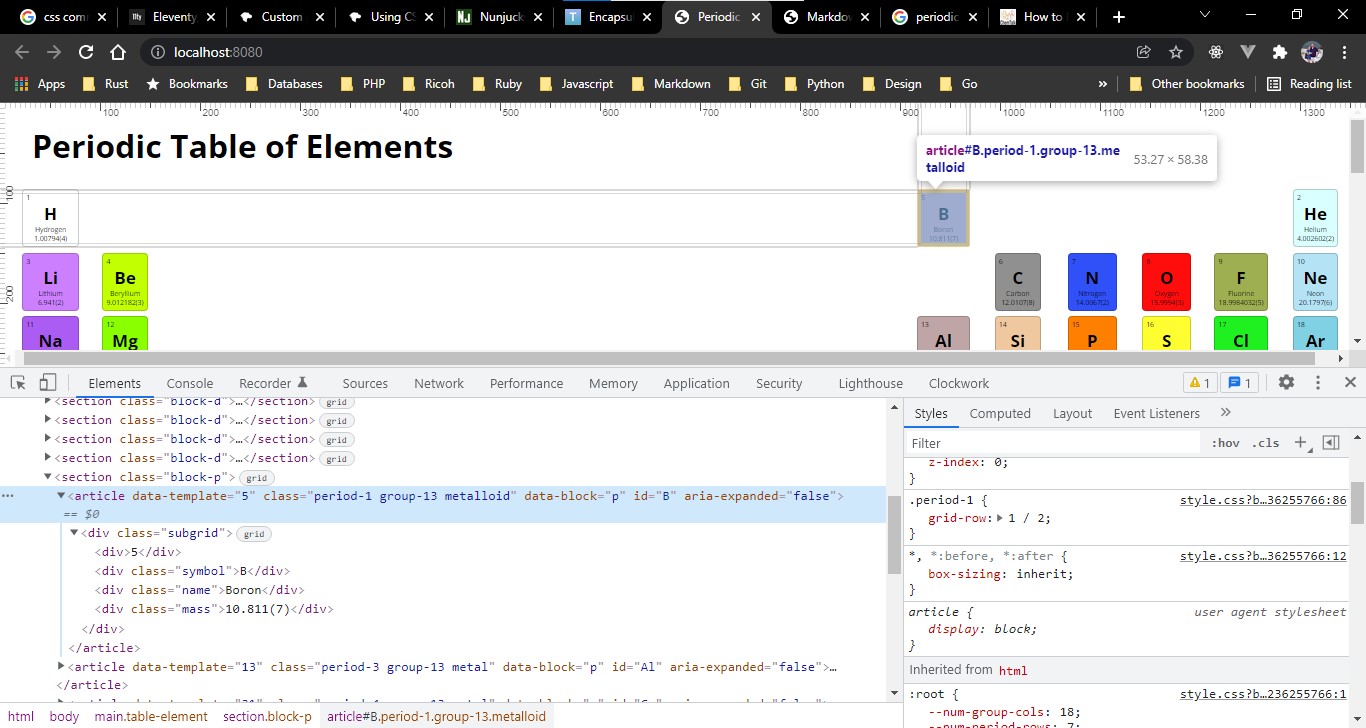 css comm
Eleventy
Custom
Using CS
Nunjuck
Encapsu
Periodic
Markdow
periodic
How to
localhost:8080
Apps Rust Bookmarks Databases PHP Ricoh Ruby Javascript Markdown Git Python Design Go » Other bookmarks Reading list
100 200 300 400 500 600 700 800 900 1000 1100 1200 1300
Periodic Table of Elements
article#B.period-1.group-13.me
talloid
53.27 × 58.38
100
200
1
H
Hydrogen
1.00794(4)
5
B
Boron
10.811(7)
2
He
Helium
4.002602(2)
3
Li
Lithium
6.941(2)
4
Be
Beryllium
9.012182(3)
6
C
Carbon
12.0107(8)
7
N
Nitrogen
14.0067(2)
8
O
Oxygen
15.9994(3)
9
F
Fluorine
18.9984032(5)
10
Ne
Neon
20.1797(6)
11
Na
12
Mg
13
Al
14
Si
15
P
16
S
17
Cl
18
Ar
Elements Console Recorder Sources Network Performance Memory Application Security Lighthouse Clockwork 1 1
<section class="block-d">…</section> grid
<section class="block-d">…</section> grid
<section class="block-d">…</section> grid
<section class="block-d">…</section> grid
<section class="block-p"> grid
<article data-template="5" class="period-1 group-13 metalloid" data-block="p" id="B" aria-expanded="false">
== $0
<div class="subgrid"> grid
<div>5</div>
<div class="symbol">B</div>
<div class="name">Boron</div>
<div class="mass">10.811(7)</div>
</div>
</article>
<article data-template="13" class="period-3 group-13 metal" data-block="p" id="Al" aria-expanded="false">…
</article>
html body main.table-element section.block-p article#B.period-1.group-13.metalloid
Styles Computed Layout Event Listeners »
Filter :hov .cls
z-index: 0;
}
.period-1 { style.css?b…36255766:86
grid-row: 1 / 2;
}
*, *:before, *:after { style.css?b…36255766:12
box-sizing: inherit;
}
article { user agent stylesheet
display: block;
}
Inherited from html
:root { style.css?b…236255766:1
--num-group-cols: 18;
--num-period-rows: 7;